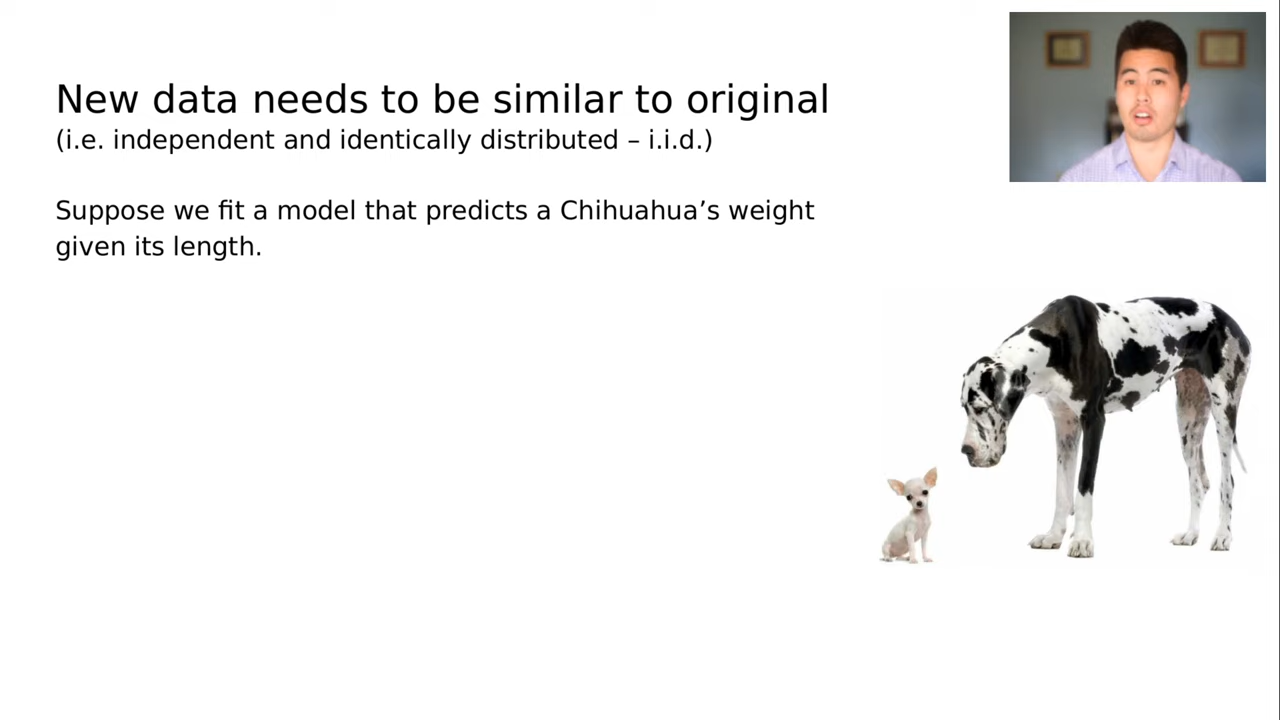 New data needs to be similar to original
(i.e. independent and identically distributed – i.i.d.)
Suppose we fit a model that predicts a Chihuahua’s weight
given its length.